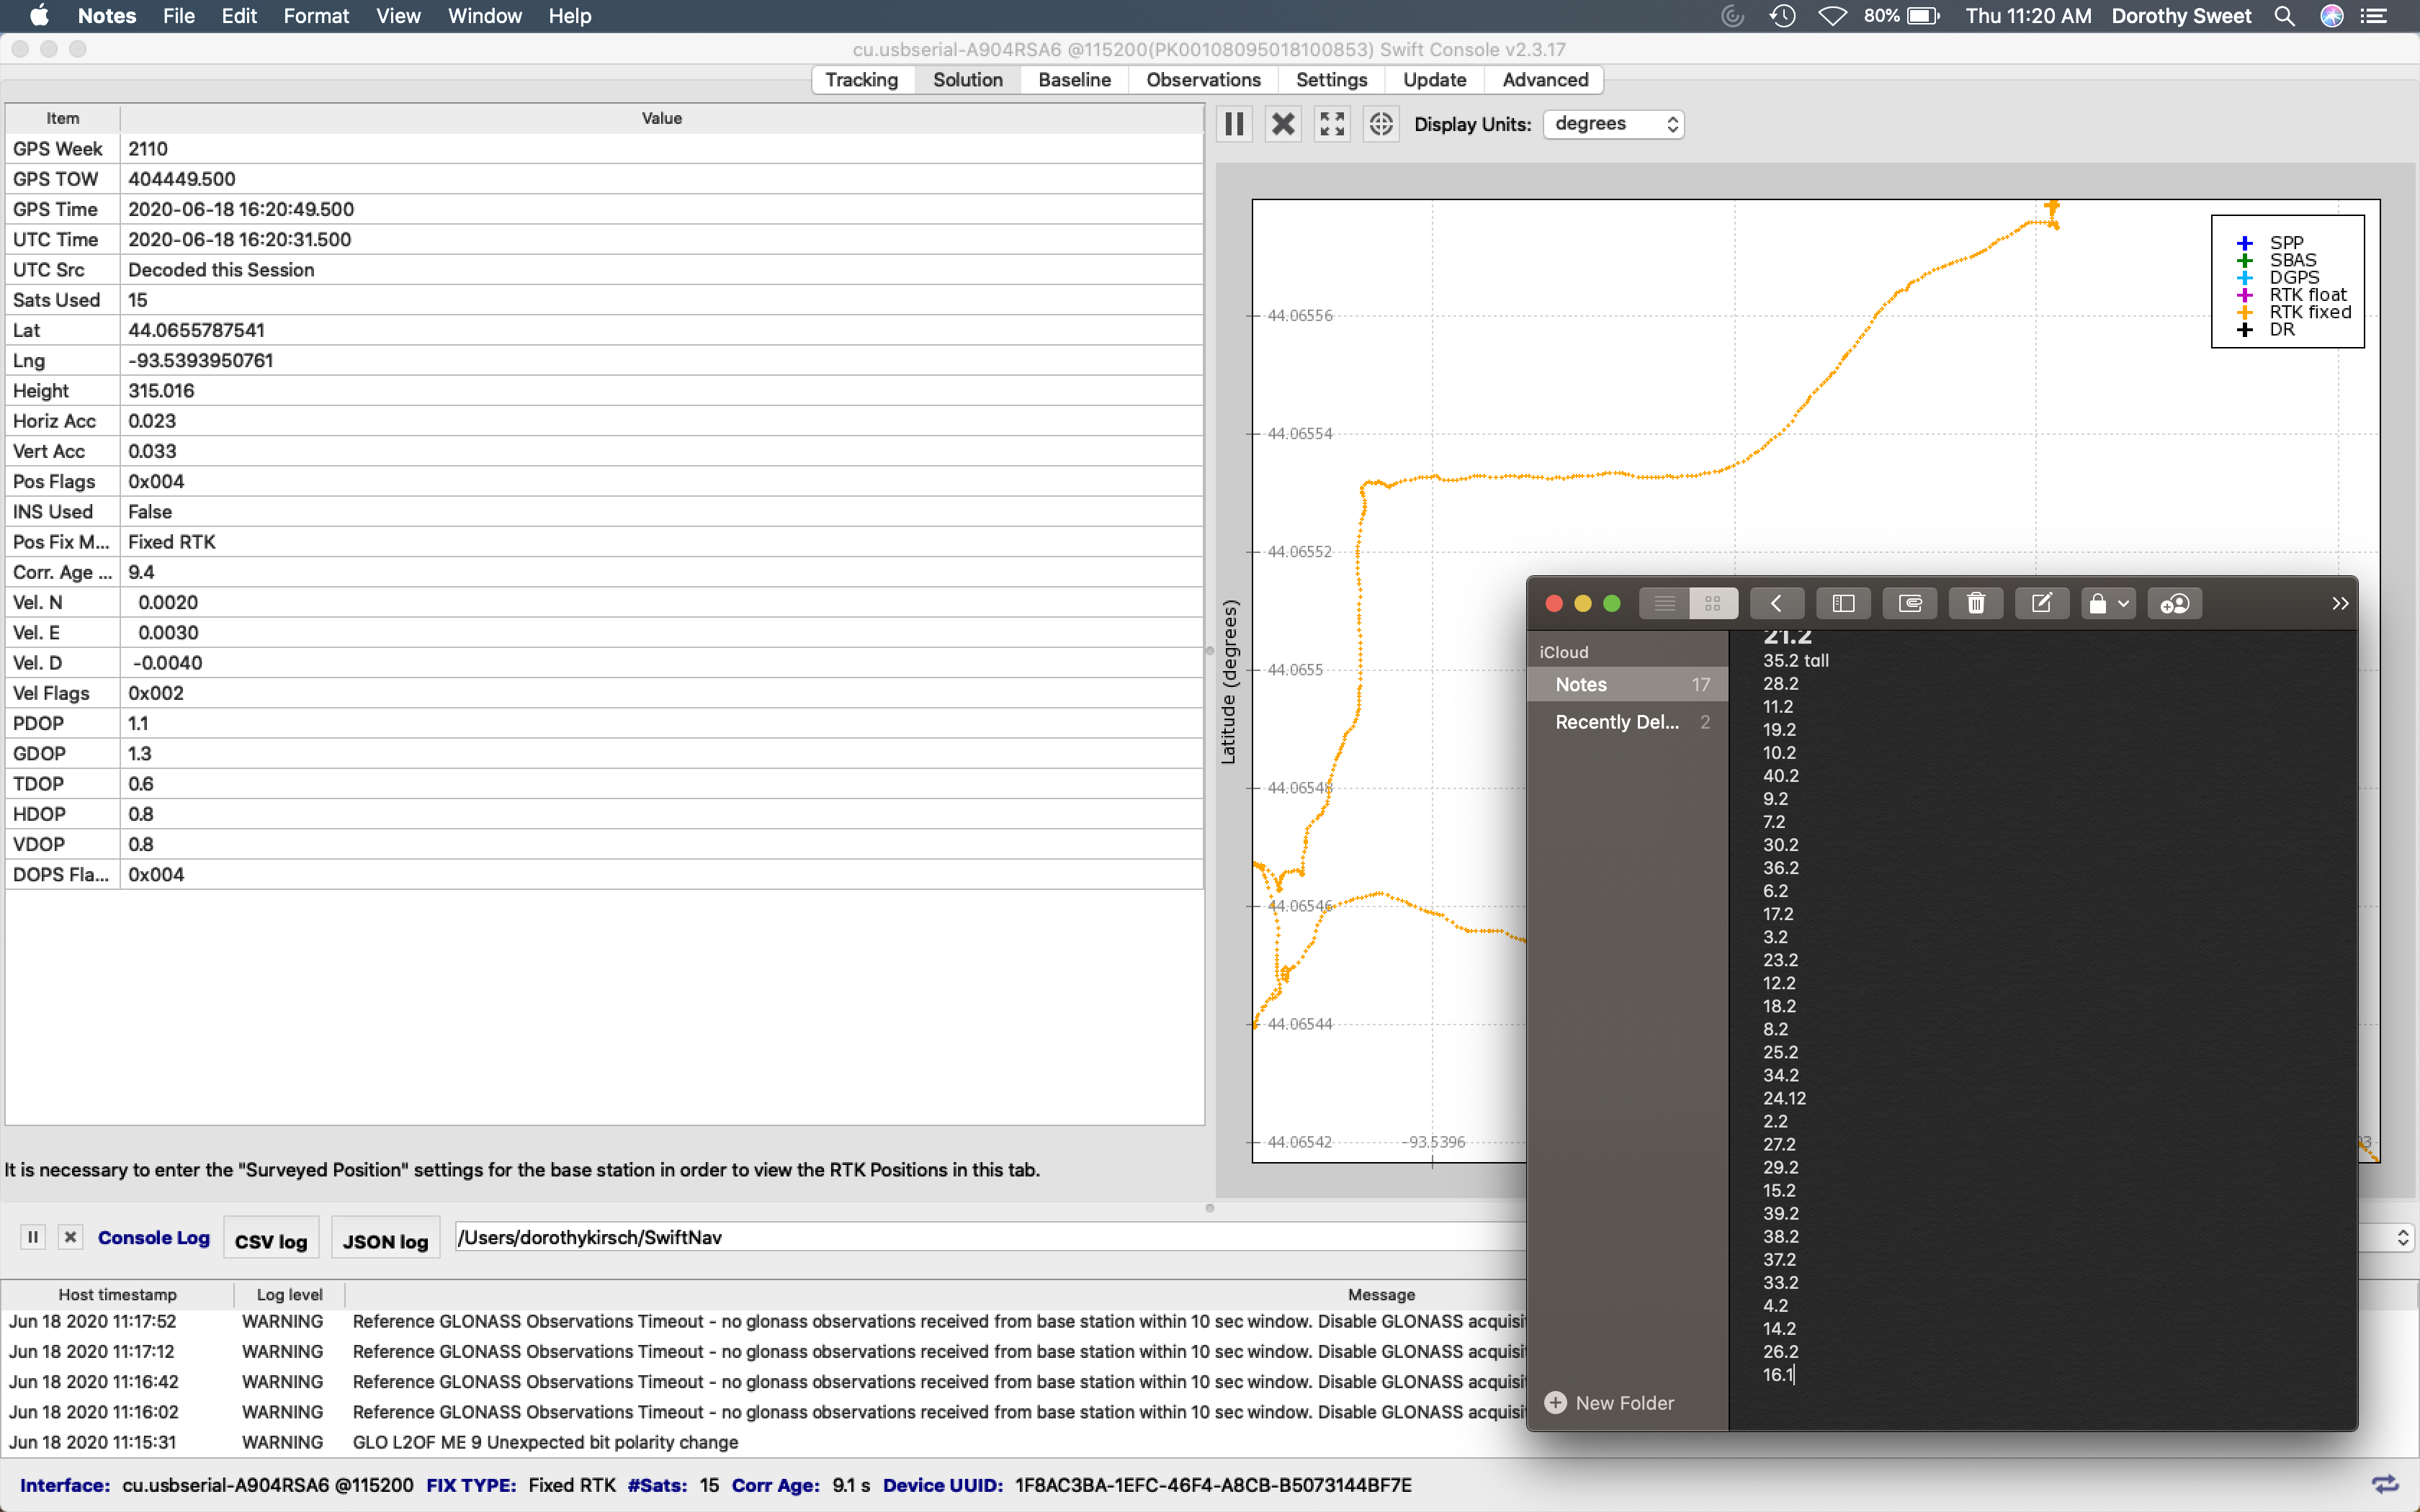 Notes File Edit Format View Window Help 80% Thu 11:20 AM Dorothy Sweet
cu.usbserial-A904RSA6 @115200(PK00108095018100853) Swift Console v2.3.17
Tracking Solution Baseline Observations Settings Update Advanced
Item Value
GPS Week 2110
GPS TOW 404449.500
GPS Time 2020-06-18 16:20:49.500
UTC Time 2020-06-18 16:20:31.500
UTC Src Decoded this Session
Sats Used 15
Lat 44.0655787541
Lng -93.5393950761
Height 315.016
Horiz Acc 0.023
Vert Acc 0.033
Pos Flags 0x004
INS Used False
Pos Fix M... Fixed RTK
Corr. Age ... 9.4
Vel. N 0.0020
Vel. E 0.0030
Vel. D -0.0040
Vel Flags 0x002
PDOP 1.1
GDOP 1.3
TDOP 0.6
HDOP 0.8
VDOP 0.8
DOPS Fla... 0x004
It is necessary to enter the "Surveyed Position" settings for the base station in order to view the RTK Positions in this tab.
Display Units: degrees
SPP
SBAS
DGPS
RTK float
RTK fixed
DR
Latitude (degrees)
44.06556
44.06554
44.06552
44.0655
44.06548
44.06546
44.06544
44.06542
-93.5396
iCloud
Notes 17
Recently Del... 2
New Folder
21.2
35.2 tall
28.2
11.2
19.2
10.2
40.2
9.2
7.2
30.2
36.2
6.2
17.2
3.2
23.2
12.2
18.2
8.2
25.2
34.2
24.12
2.2
27.2
29.2
15.2
39.2
38.2
37.2
33.2
4.2
14.2
26.2
16.1
Console Log CSV log JSON log /Users/dorothykirsch/SwiftNav
Host timestamp Log level Message
Jun 18 2020 11:17:52 WARNING Reference GLONASS Observations Timeout - no glonass observations received from base station within 10 sec window. Disable GLONASS acquisit
Jun 18 2020 11:17:12 WARNING Reference GLONASS Observations Timeout - no glonass observations received from base station within 10 sec window. Disable GLONASS acquisit
Jun 18 2020 11:16:42 WARNING Reference GLONASS Observations Timeout - no glonass observations received from base station within 10 sec window. Disable GLONASS acquisit
Jun 18 2020 11:16:02 WARNING Reference GLONASS Observations Timeout - no glonass observations received from base station within 10 sec window. Disable GLONASS acquisit
Jun 18 2020 11:15:31 WARNING GLO L2OF ME 9 Unexpected bit polarity change
Interface: cu.usbserial-A904RSA6 @115200 FIX TYPE: Fixed RTK #Sats: 15 Corr Age: 9.1 s Device UUID: 1F8AC3BA-1EFC-46F4-A8CB-B5073144BF7E